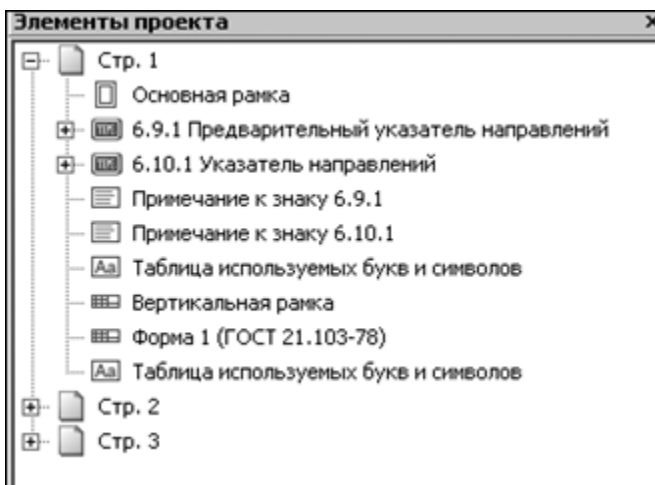 Элементы проекта
Стр. 1
Основная рамка
6.9.1 Предварительный указатель направлений
6.10.1 Указатель направлений
Примечание к знаку 6.9.1
Примечание к знаку 6.10.1
Aa Таблица используемых букв и символов
Вертикальная рамка
Форма 1 (ГОСТ 21.103-78)
Aa Таблица используемых букв и символов
Стр. 2
Стр. 3